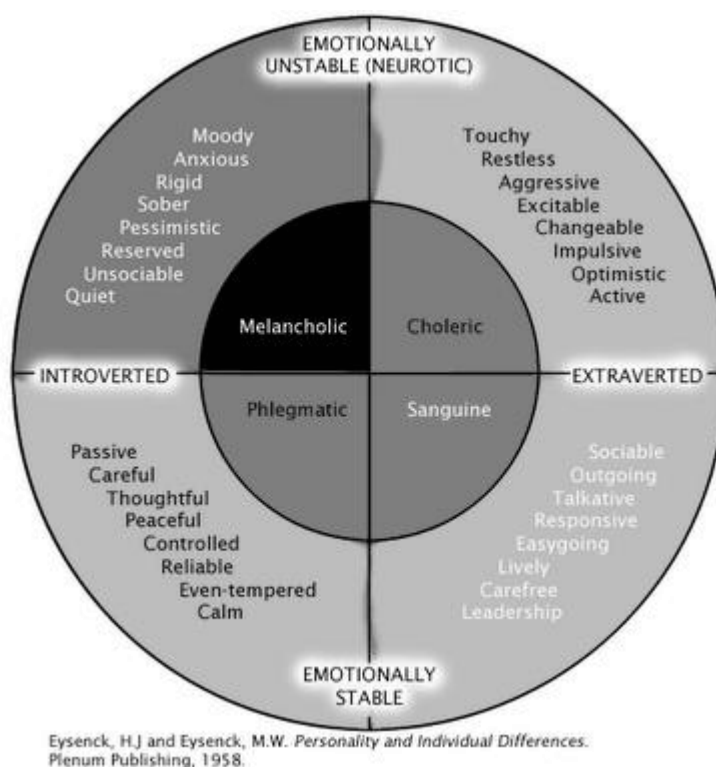 EMOTIONALLY
UNSTABLE (NEUROTIC)
Moody
Anxious
Rigid
Sober
Pessimistic
Reserved
Unsociable
Quiet
Touchy
Restless
Aggressive
Excitable
Changeable
Impulsive
Optimistic
Active
Melancholic
Choleric
INTROVERTED
EXTRAVERTED
Phlegmatic
Sanguine
Passive
Careful
Thoughtful
Peaceful
Controlled
Reliable
Even-tempered
Calm
Sociable
Outgoing
Talkative
Responsive
Easygoing
Lively
Carefree
Leadership
EMOTIONALLY
STABLE
Eysenck, H.J and Eysenck, M.W. Personality and Individual Differences.
Plenum Publishing, 1958.